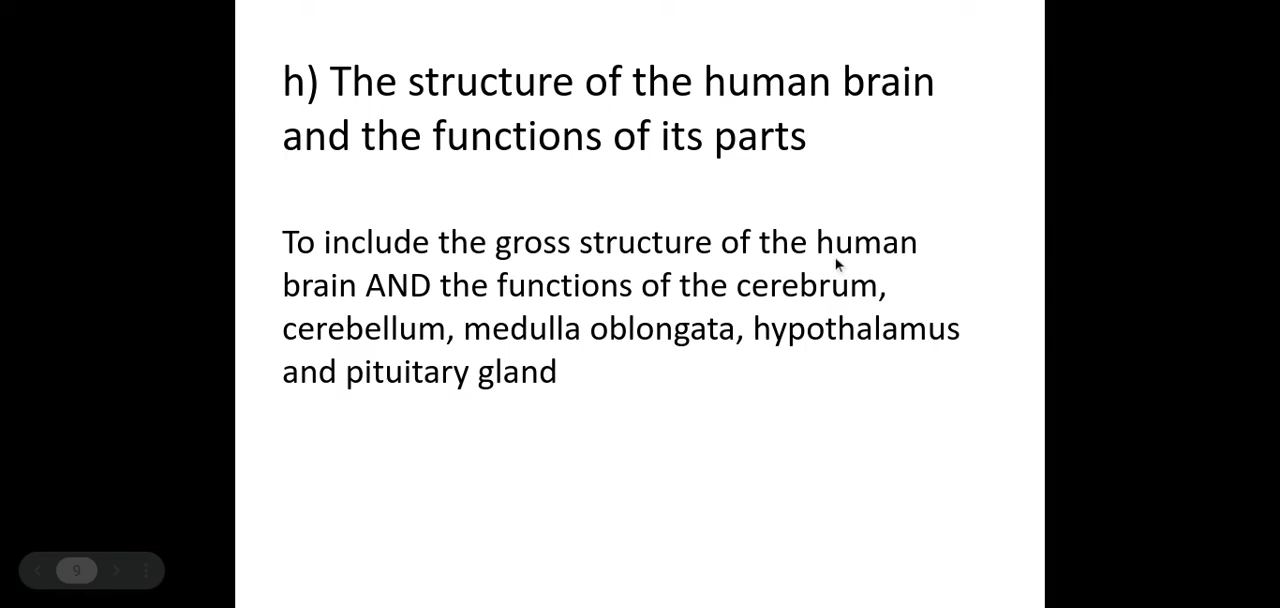 h) The structure of the human brain
and the functions of its parts
To include the gross structure of the human
brain AND the functions of the cerebrum,
cerebellum, medulla oblongata, hypothalamus
and pituitary gland
9